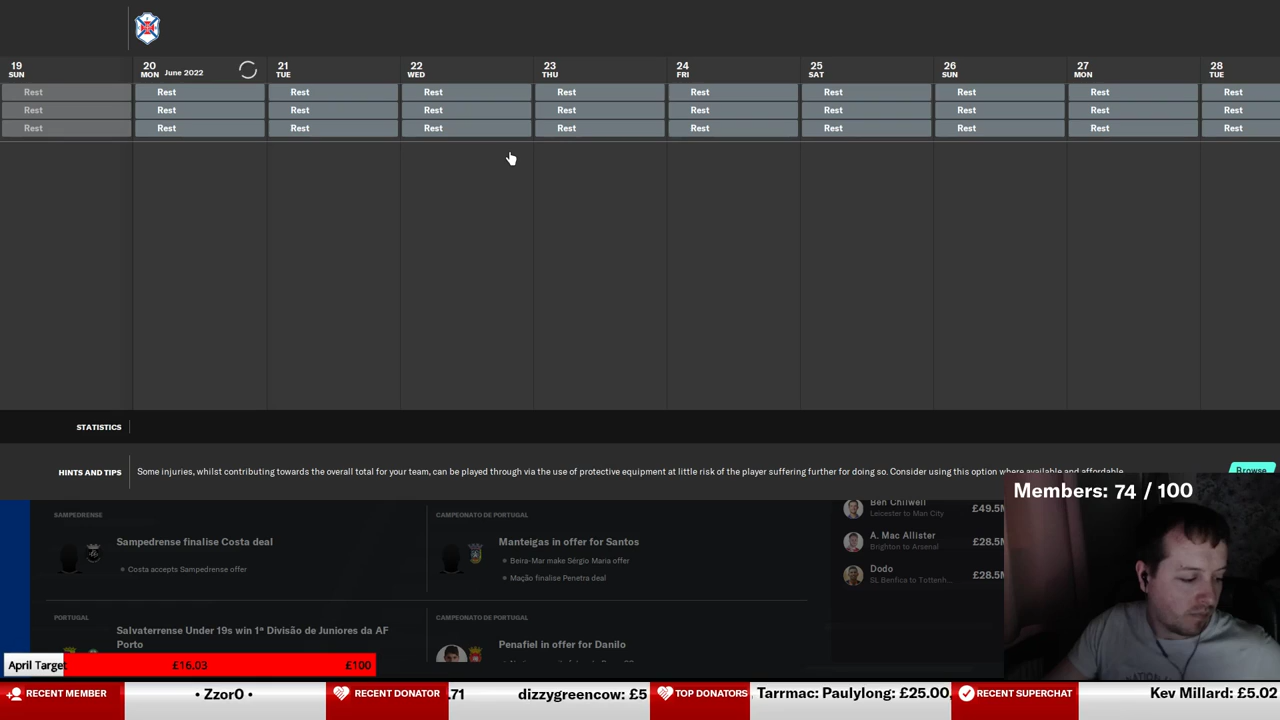 19
SUN
20
MON June 2022
21
TUE
22
WED
23
THU
24
FRI
25
SAT
26
SUN
27
MON
28
TUE
Rest Rest Rest Rest Rest Rest Rest Rest Rest Rest
Rest Rest Rest Rest Rest Rest Rest Rest Rest Rest
Rest Rest Rest Rest Rest Rest Rest Rest Rest Rest
STATISTICS
HINTS AND TIPS
Some injuries, whilst contributing towards the overall total for your team, can be played through via the use of protective equipment at little risk of the player suffering further for doing so. Consider using this option where available and affordable.
Browse
SAMPEDRENSE
Sampedrense finalise Costa deal
Costa accepts Sampedrense offer
CAMPEONATO DE PORTUGAL
Manteigas in offer for Santos
Beira-Mar make Sérgio Maria offer
Mação finalise Penetra deal
Ben Chilwell
Leicester to Man City
£49.5M
A. Mac Allister
Brighton to Arsenal
£28.5M
Dodo
SL Benfica to Tottenh...
£28.5M
PORTUGAL
Salvaterrense Under 19s win 1ª Divisão de Juniores da AF
Porto
CAMPEONATO DE PORTUGAL
Penafiel in offer for Danilo
Members: 74 / 100
April Target
£16.03
£100
RECENT MEMBER
• Zzor0 •
RECENT DONATOR
.71
dizzygreencow: £5
TOP DONATORS
Tarrmac: Paulylong: £25.00
RECENT SUPERCHAT
Kev Millard: £5.02